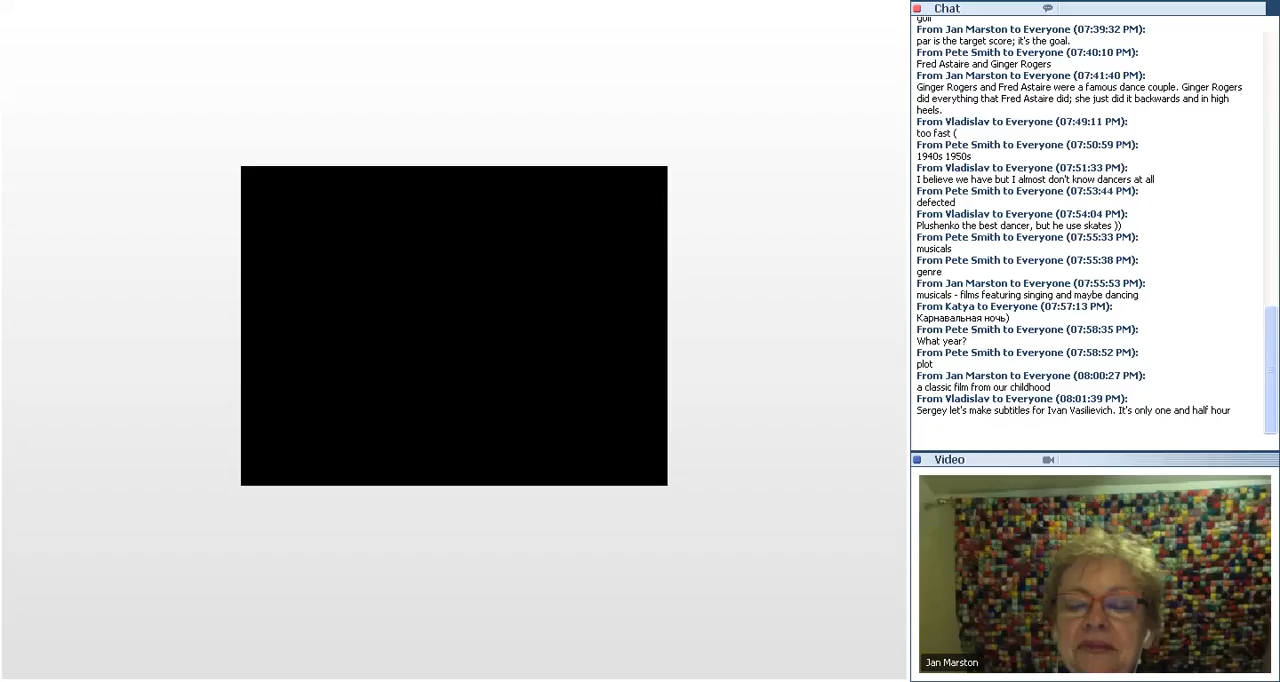 Chat
golf
From Jan Marston to Everyone (07:39:32 PM):
par is the target score; it's the goal.
From Pete Smith to Everyone (07:40:10 PM):
Fred Astaire and Ginger Rogers
From Jan Marston to Everyone (07:41:40 PM):
Ginger Rogers and Fred Astaire were a famous dance couple. Ginger Rogers
did everything that Fred Astaire did; she just did it backwards and in high
heels.
From Vladislav to Everyone (07:49:11 PM):
too fast (
From Pete Smith to Everyone (07:50:59 PM):
1940s 1950s
From Vladislav to Everyone (07:51:33 PM):
I believe we have but I almost don't know dancers at all
From Pete Smith to Everyone (07:53:44 PM):
defected
From Vladislav to Everyone (07:54:04 PM):
Plushenko the best dancer, but he use skates ))
From Pete Smith to Everyone (07:55:33 PM):
musicals
From Pete Smith to Everyone (07:55:38 PM):
genre
From Jan Marston to Everyone (07:55:53 PM):
musicals - films featuring singing and maybe dancing
From Katya to Everyone (07:57:13 PM):
Карнавальная ночь)
From Pete Smith to Everyone (07:58:35 PM):
What year?
From Pete Smith to Everyone (07:58:52 PM):
plot
From Jan Marston to Everyone (08:00:27 PM):
a classic film from our childhood
From Vladislav to Everyone (08:01:39 PM):
Sergey let's make subtitles for Ivan Vasilievich. It's only one and half hour
Video
Jan Marston